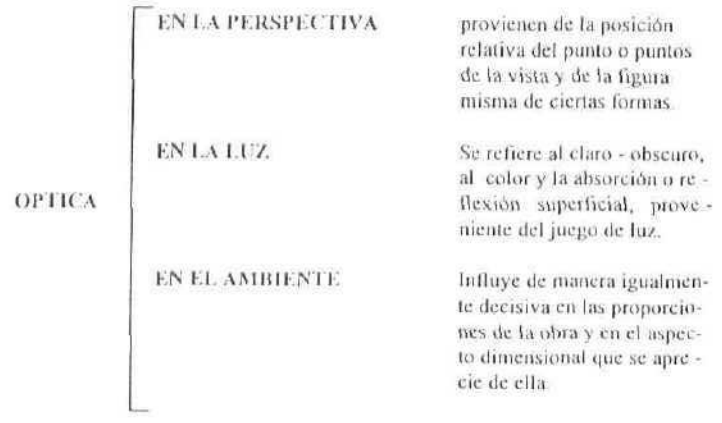 EN LA PERSPECTIVA
provienen de la posición
relativa del punto o puntos
de la vista y de la figura
misma de ciertas formas.
EN LA LUZ
Se refiere al claro - obscuro,
al color y la absorción o re -
flexión superficial, prove -
niente del juego de luz.
OPTICA
EN EL AMBIENTE
Influye de manera igualmen-
te decisiva en las proporcio-
nes de la obra y en el aspec-
to dimensional que se apre -
cie de ella.